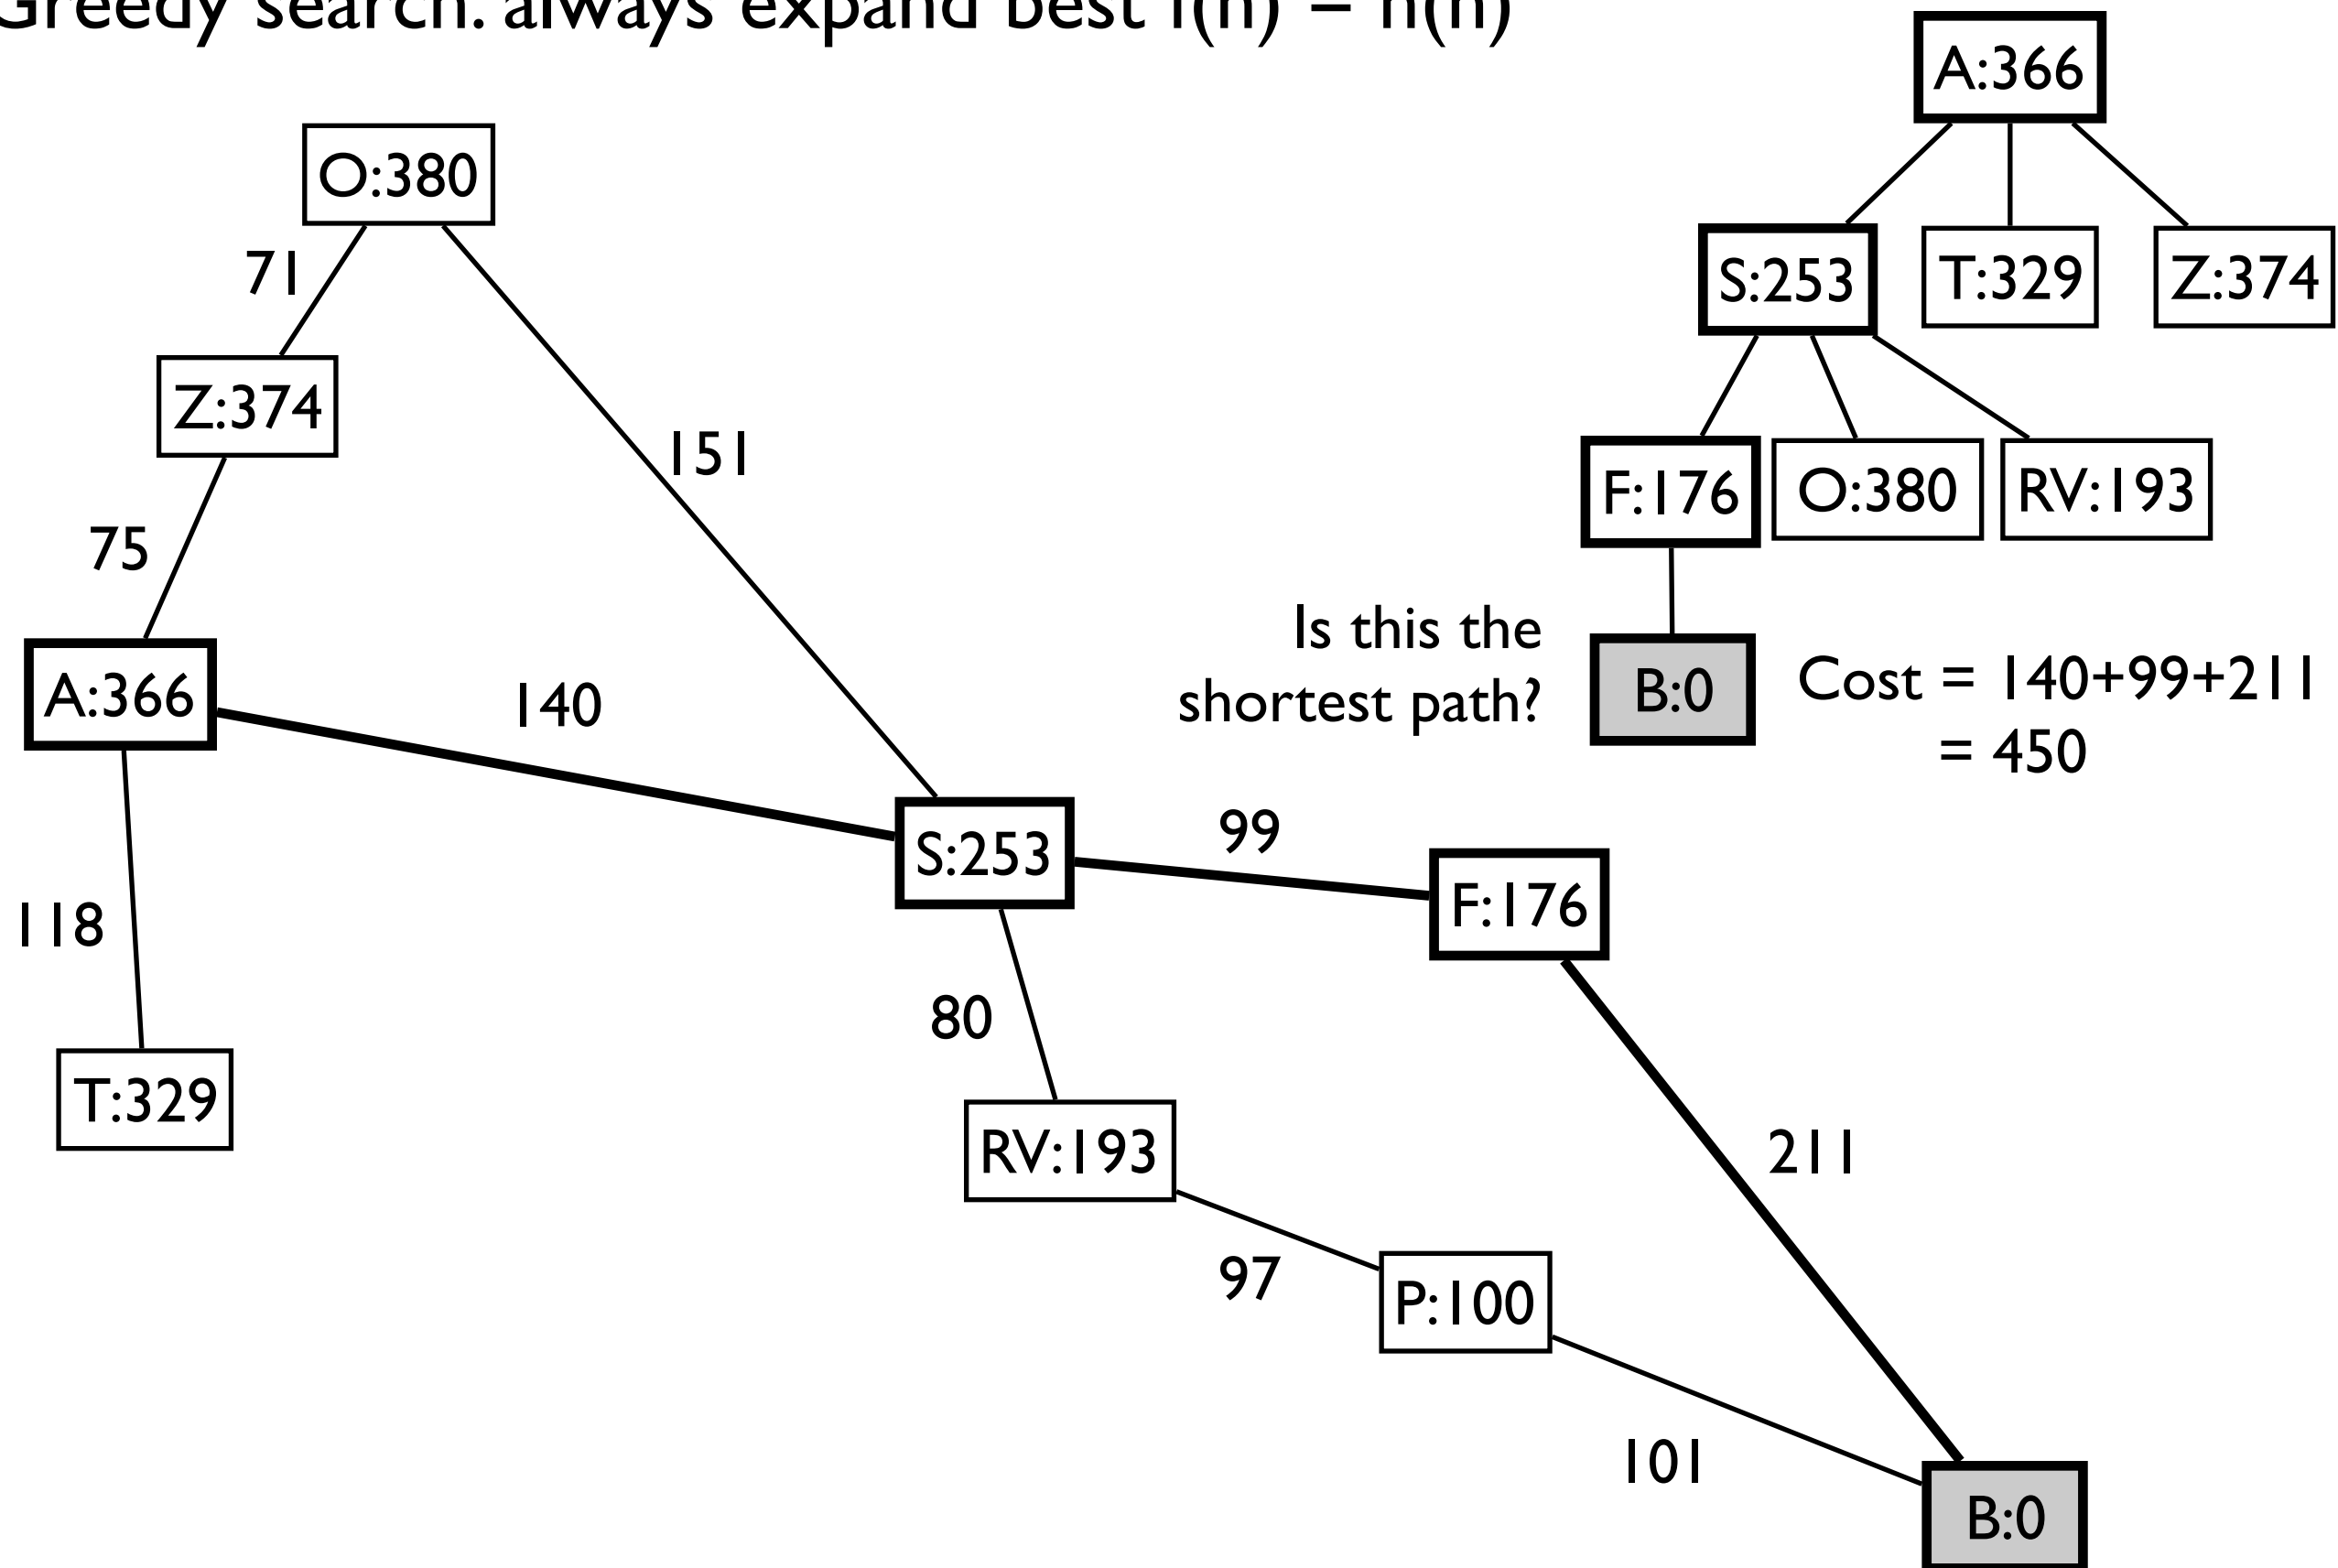 Greedy search: always expand best f(n) = h(n)
A:366
O:380
S:253
T:329
Z:374
71
Z:374
151
F:176
O:380
RV:193
75
Is this the
shortest path?
A:366
140
B:0
Cost = 140+99+211
= 450
S:253
99
F:176
118
80
T:329
RV:193
211
97
P:100
101
B:0